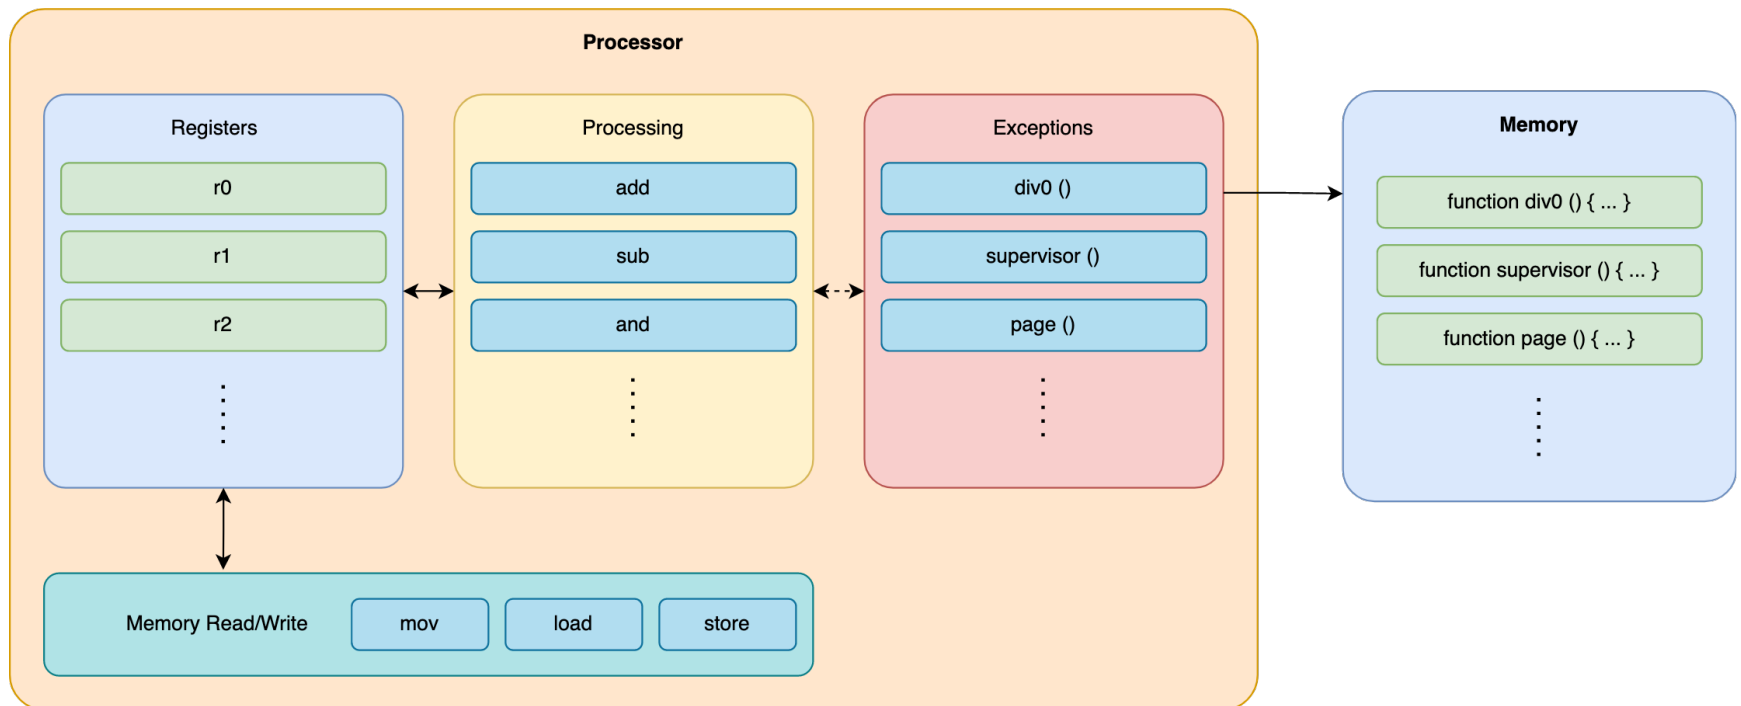 Processor
Registers
r0
r1
r2
Processing
add
sub
and
Exceptions
div0 ()
supervisor ()
page ()
Memory
function div0 () { ... }
function supervisor () { ... }
function page () { ... }
Memory Read/Write
mov
load
store